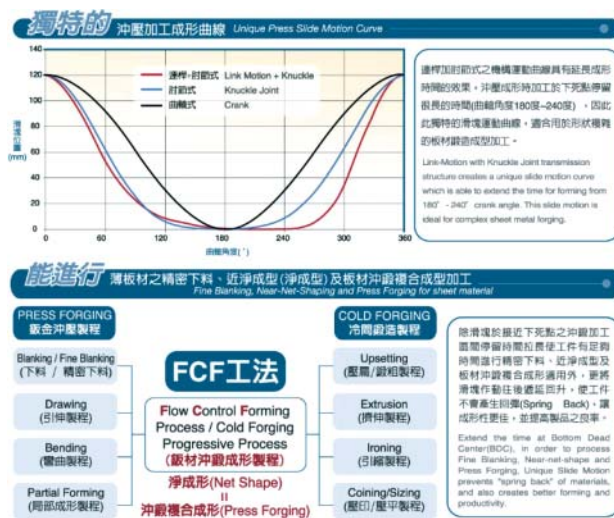 獨特的 沖壓加工成形曲線 Unique Press Slide Motion Curve
140
120
100
80
60
40
20
0
滑塊位置
(mm)
連桿+肘節式 Link Motion + Knuckle
肘節式 Knuckle Joint
曲軸式 Crank
0 60 120 180 240 300 360
曲軸角度(°)
連桿加肘節式之機構運動曲線具有延長成形
時間的效果，沖壓成形時加工於下死點停留
很長的時間(曲軸角度180度~240度)，因此
此獨特的滑塊運動曲線，適合用於形狀複雜
的板材鍛造成型加工。
Link-Motion with Knuckle Joint transmission
structure creates a unique slide motion curve
which is able to extend the time for forming from
180° - 240° crank angle. This slide motion is
ideal for complex sheet metal forging.
能進行 薄板材之精密下料、近淨成型(淨成型)及板材沖鍛複合成型加工
Fine Blanking, Near-Net-Shaping and Press Forging for sheet material
PRESS FORGING
鈑金沖壓製程
Blanking / Fine Blanking
(下料 / 精密下料)
Drawing
(引伸製程)
Bending
(彎曲製程)
Partial Forming
(局部成形製程)
FCF工法
Flow Control Forming
Process / Cold Forging
Progressive Process
(鈑材沖鍛成形製程)
淨成形(Net Shape)
=
沖鍛複合成形(Press Forging)
COLD FORGING
冷間鍛造製程
Upsetting
(壓扁/鍛粗製程)
Extrusion
(擠伸製程)
Ironing
(引縮製程)
Coining/Sizing
(壓印/壓平製程)
除滑塊於接近下死點之沖鍛加工
區間停留時間拉長使工件有足夠
時間進行精密下料、近淨成型及
板材沖鍛複合成形適用外，更將
滑塊作動往後遞延回升，使工件
不會產生回彈(Spring Back)，讓
成形性更佳，並提高製品之良率。
Extend the time at Bottom Dead
Center(BDC), in order to process
Fine Blanking, Near-net-shape and
Press Forging, Unique Slide Motion
prevents "spring back" of materials,
and also creates better forming and
productivity.